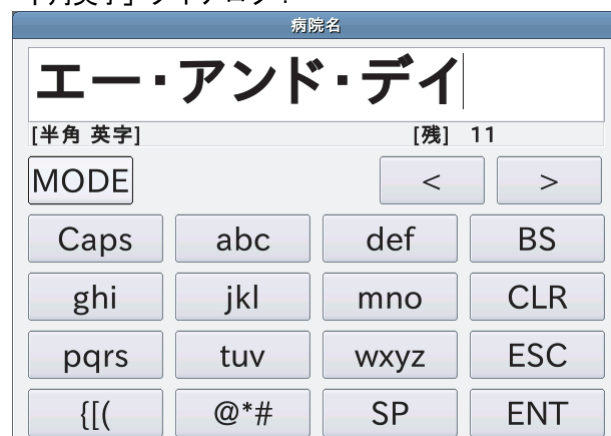 病院名
エー・アンド・デイ
[半角 英字] [残] 11
MODE < >
Caps abc def BS
ghi jkl mno CLR
pqrs tuv wxyz ESC
{[( @*# SP ENT